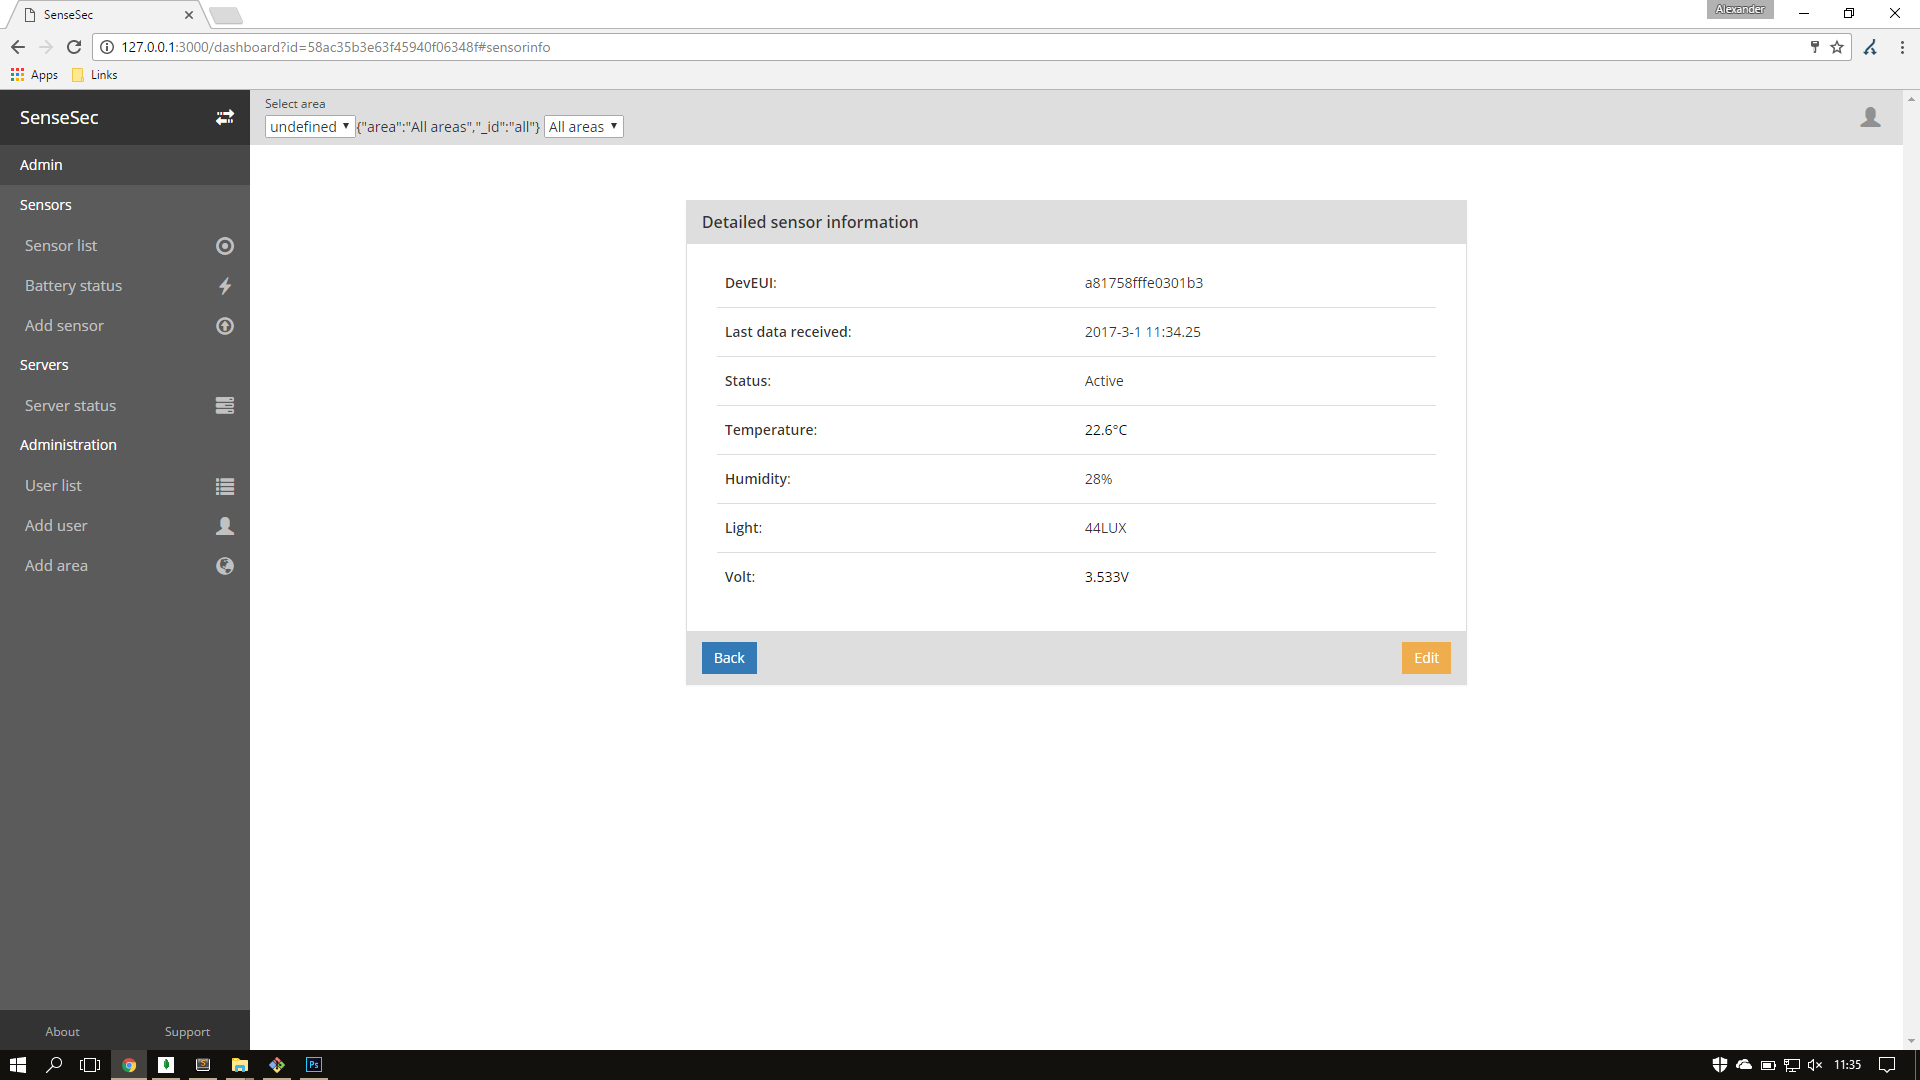 SenseSec
Alexander
127.0.0.1:3000/dashboard?id=58ac35b3e63f45940f06348f#sensorinfo
Apps Links
SenseSec
Admin
Sensors
Sensor list
Battery status
Add sensor
Servers
Server status
Administration
User list
Add user
Add area
About Support
Select area
undefined {"area":"All areas","_id":"all"} All areas
Detailed sensor information
DevEUI: a81758fffe0301b3
Last data received: 2017-3-1 11:34.25
Status: Active
Temperature: 22.6°C
Humidity: 28%
Light: 44LUX
Volt: 3.533V
Back Edit
Ps
11:35